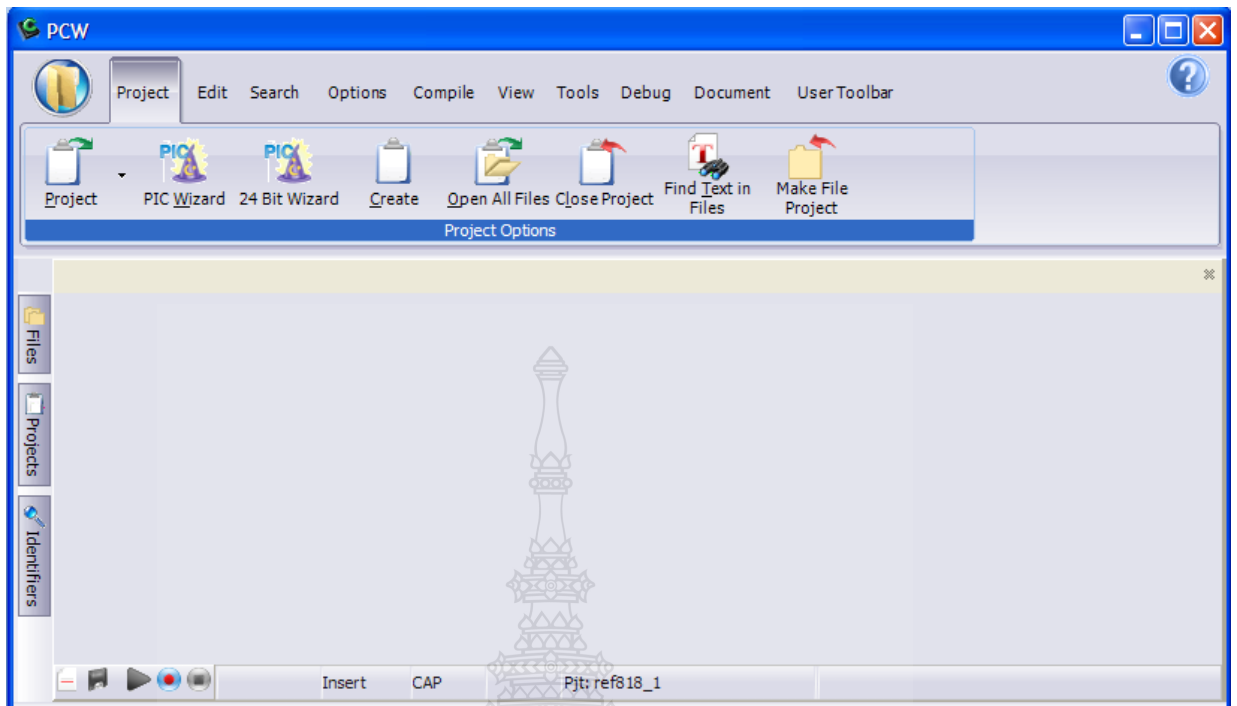 PCW
Project Edit Search Options Compile View Tools Debug Document User Toolbar
PIC PIC
Project PIC Wizard 24 Bit Wizard Create Open All Files Close Project Find Text in Files Make File Project
Project Options
Files
Projects
Identifiers
Insert CAP Pjt: ref818_1